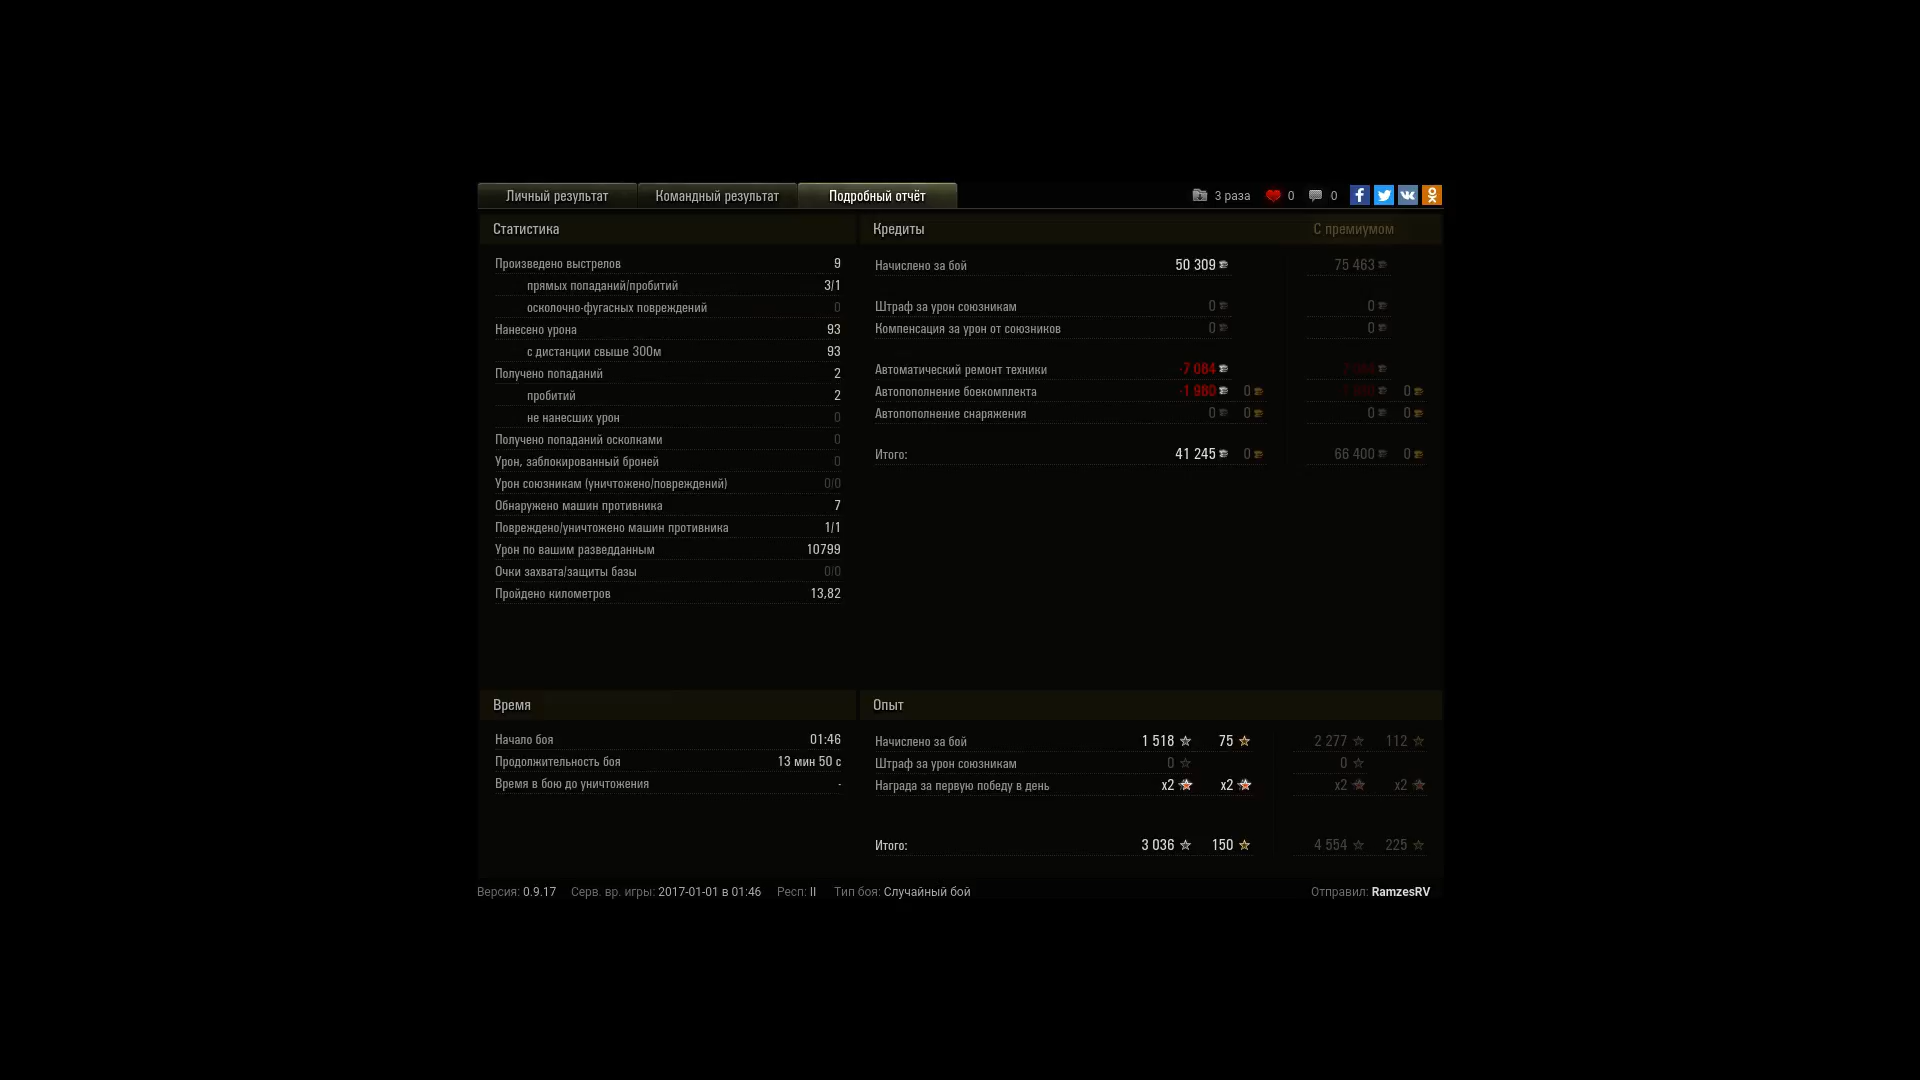 Личный результат Командный результат Подробный отчёт 3 раза 0 0
Статистика
Произведено выстрелов 9
прямых попаданий/пробитий 3/1
осколочно-фугасных повреждений 0
Нанесено урона 93
с дистанции свыше 300м 93
Получено попаданий 2
пробитий 2
не нанесших урон 0
Получено попаданий осколками 0
Урон, заблокированный броней 0
Урон союзникам (уничтожено/повреждений) 0/0
Обнаружено машин противника 7
Повреждено/уничтожено машин противника 1/1
Урон по вашим разведданным 10799
Очки захвата/защиты базы 0/0
Пройдено километров 13,82
Кредиты С премиумом
Начислено за бой 50 309 75 463
Штраф за урон союзникам 0 0
Компенсация за урон от союзников 0 0
Автоматический ремонт техники -7 084
Автопополнение боекомплекта -1 980 0 0
Автопополнение снаряжения 0 0 0 0
Итого: 41 245 0 66 400 0
Время
Начало боя 01:46
Продолжительность боя 13 мин 50 с
Время в бою до уничтожения -
Опыт
Начислено за бой 1 518 75 2 277 112
Штраф за урон союзникам 0 0
Награда за первую победу в день x2 x2 x2 x2
Итого: 3 036 150 4 554 225
Версия: 0.9.17 Серв. вр. игры: 2017-01-01 в 01:46 Респ: II Тип боя: Случайный бой Отправил: RamzesRV